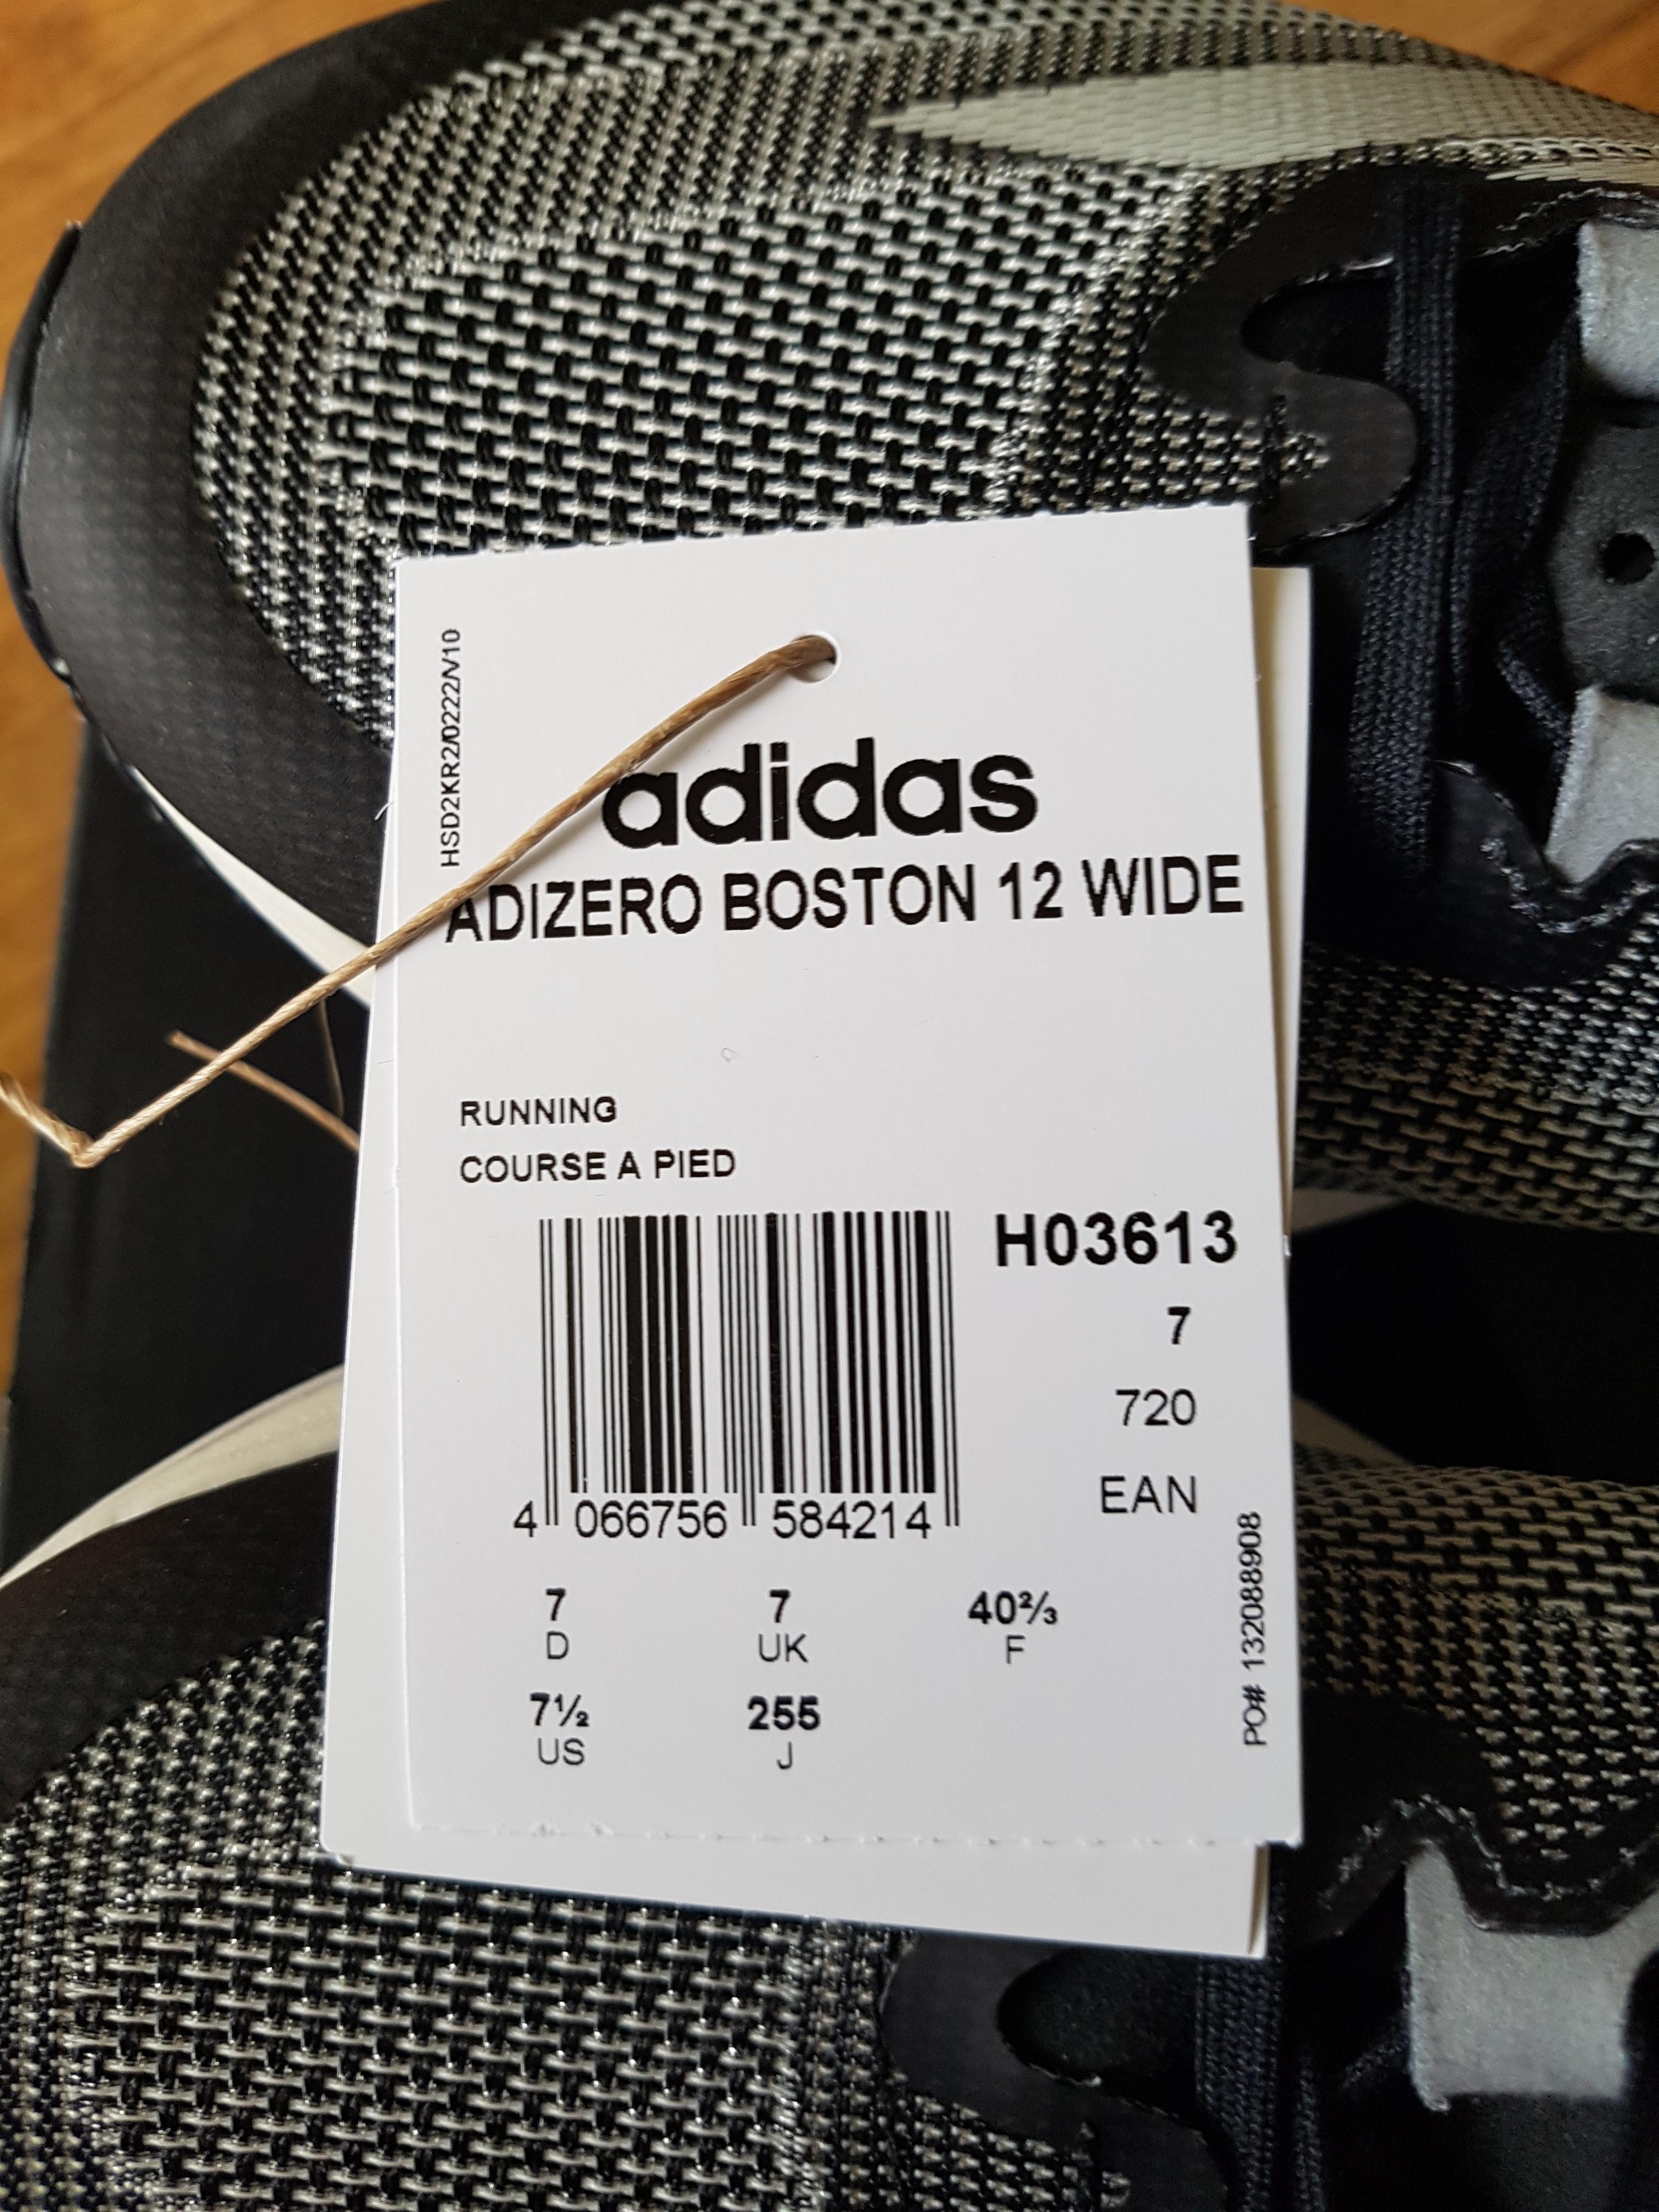 HSD2KR2/0222/V10
adidas
ADIZERO BOSTON 12 WIDE
RUNNING
COURSE A PIED
H03613
7
720
EAN
4 066756 584214
7 7 40⅔
D UK F
7½ 255
US J
PO# 132088908